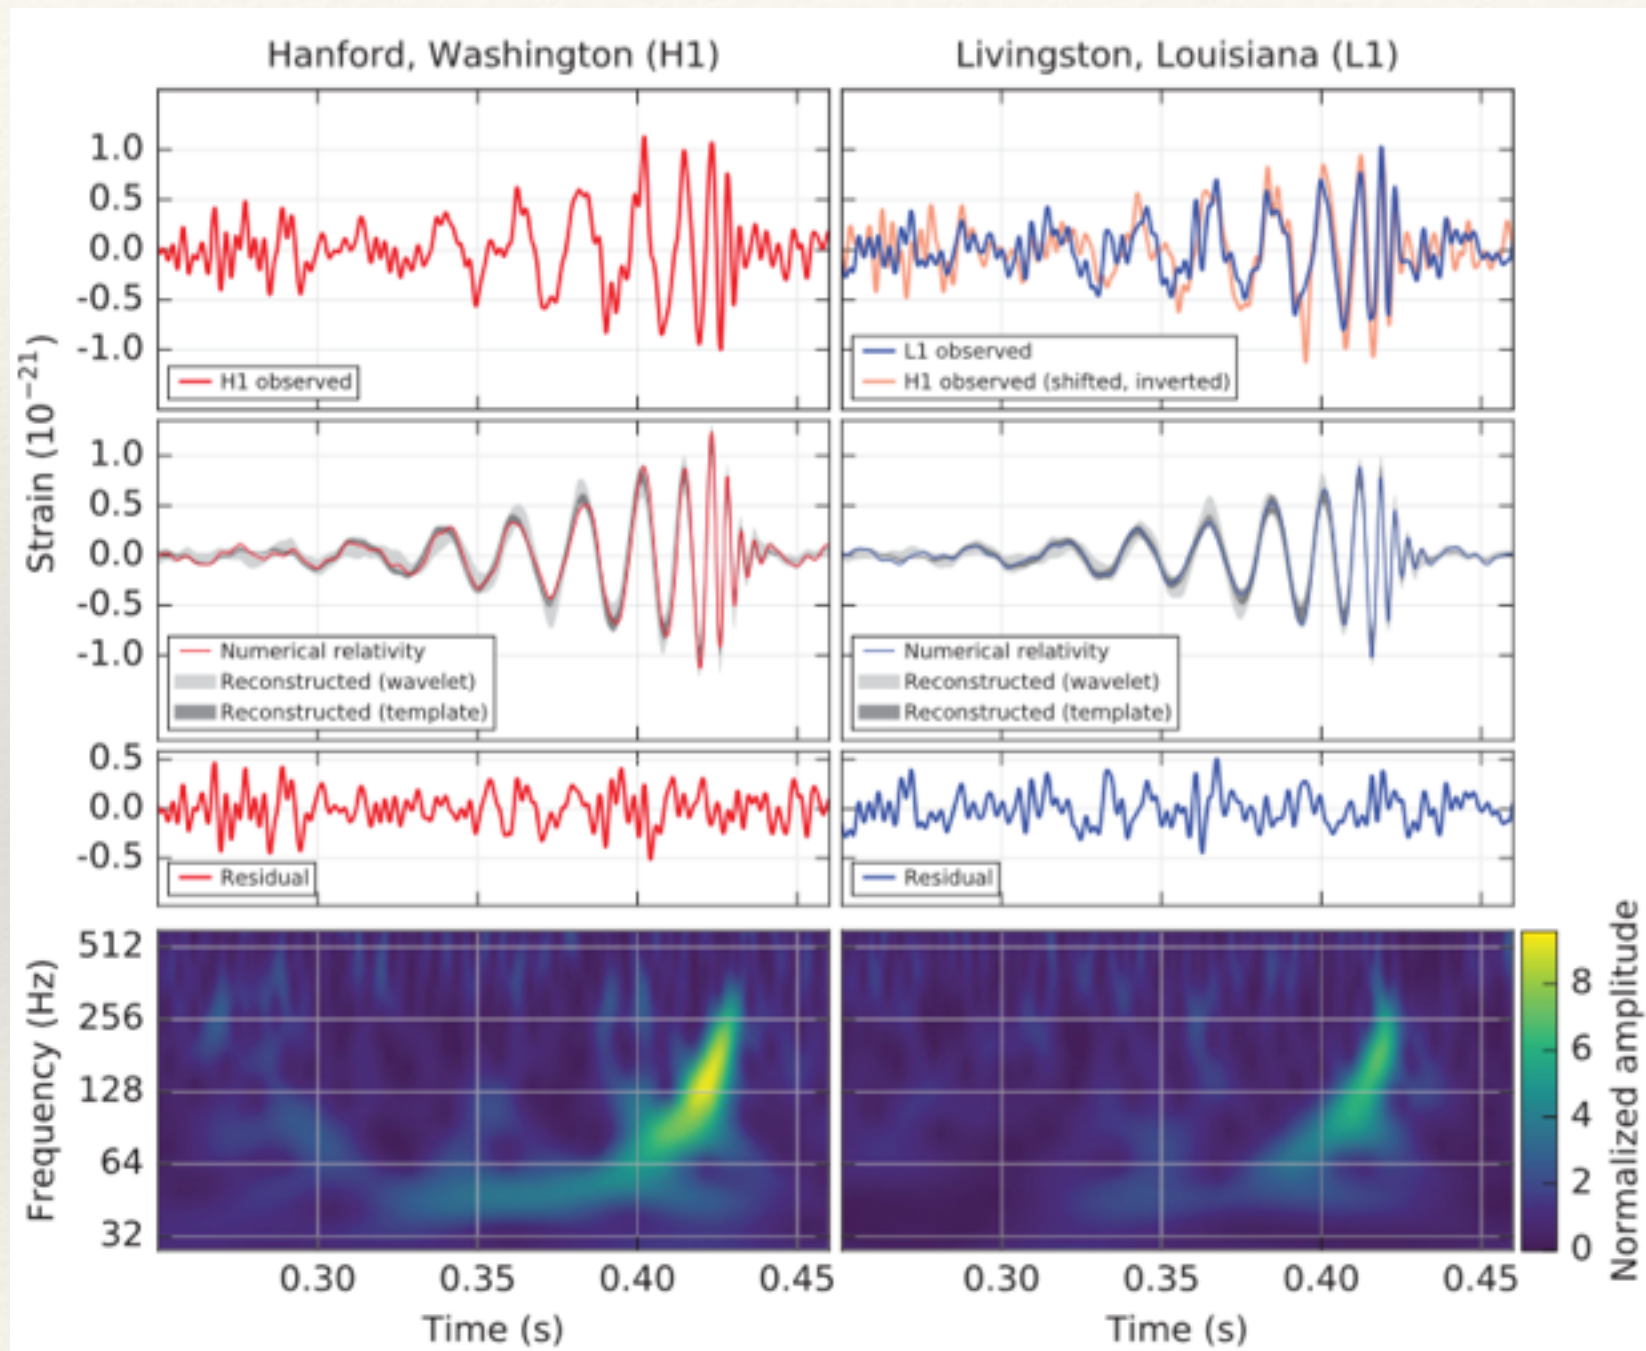 Hanford, Washington (H1)
Livingston, Louisiana (L1)
Strain (10⁻²¹)
1.0
0.5
0.0
-0.5
-1.0
H1 observed
L1 observed
H1 observed (shifted, inverted)
1.0
0.5
0.0
-0.5
-1.0
Numerical relativity
Reconstructed (wavelet)
Reconstructed (template)
Numerical relativity
Reconstructed (wavelet)
Reconstructed (template)
0.5
0.0
-0.5
Residual
Residual
Frequency (Hz)
512
256
128
64
32
Normalized amplitude
8
6
4
2
0
0.30 0.35 0.40 0.45
0.30 0.35 0.40 0.45
Time (s)
Time (s)